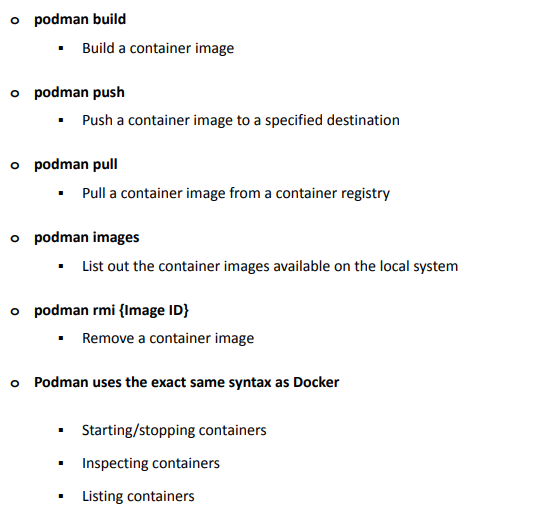 o podman build
▪ Build a container image
o podman push
▪ Push a container image to a specified destination
o podman pull
▪ Pull a container image from a container registry
o podman images
▪ List out the container images available on the local system
o podman rmi {Image ID}
▪ Remove a container image
o Podman uses the exact same syntax as Docker
▪ Starting/stopping containers
▪ Inspecting containers
▪ Listing containers